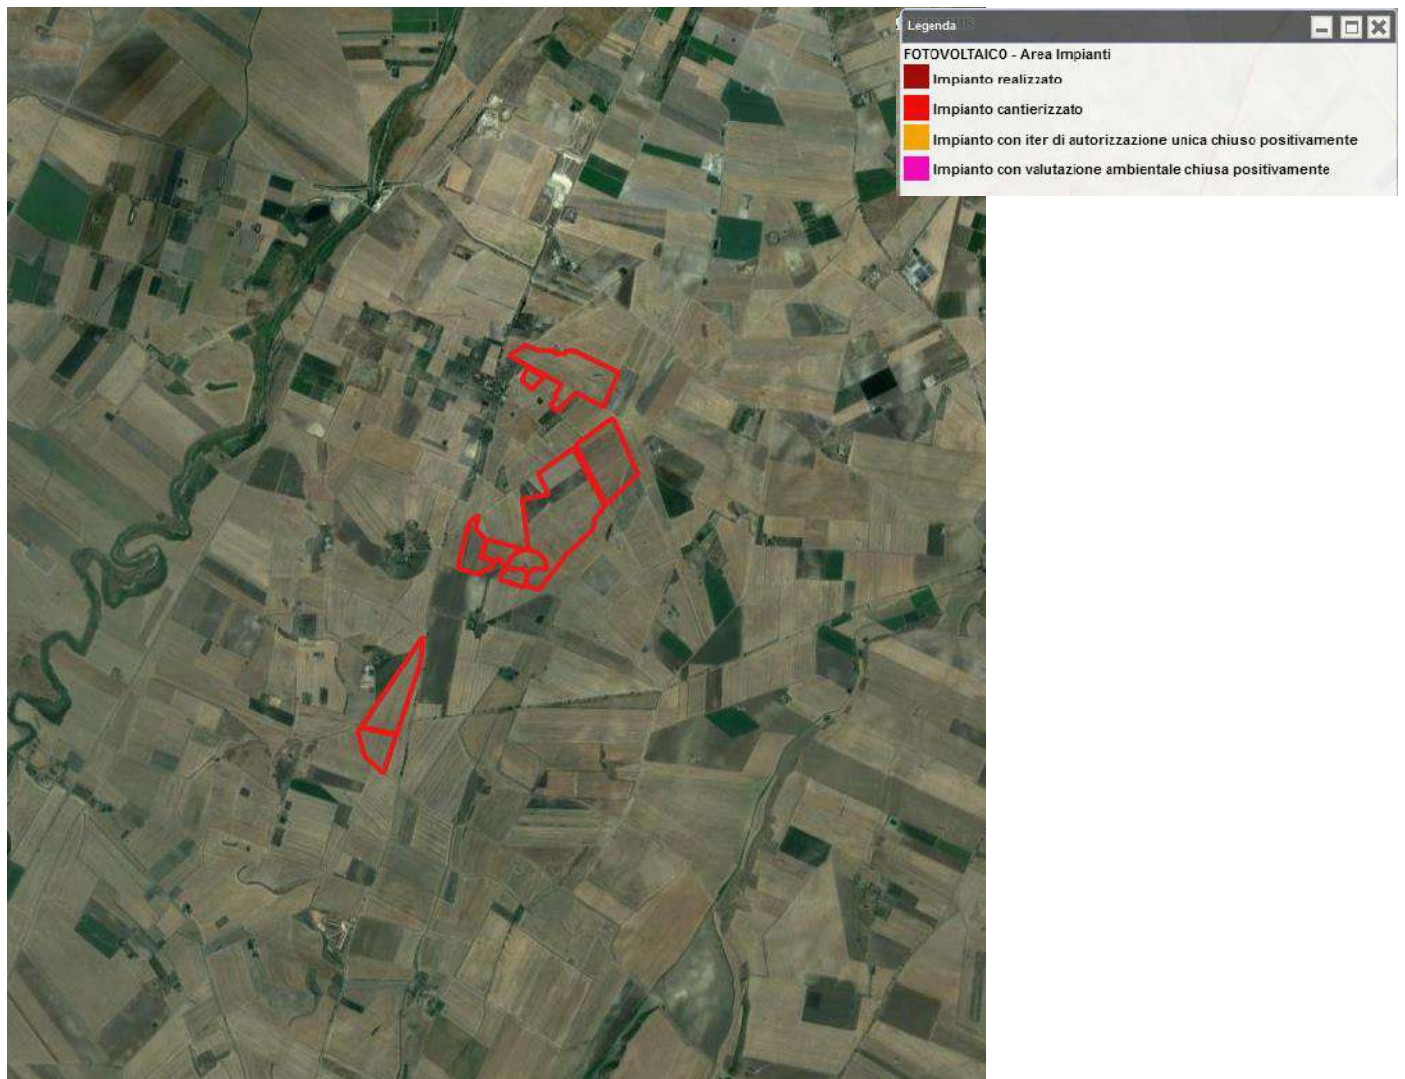 Legenda
FOTOVOLTAICO - Area Impianti
Impianto realizzato
Impianto cantierizzato
Impianto con iter di autorizzazione unica chiuso positivamente
Impianto con valutazione ambientale chiusa positivamente